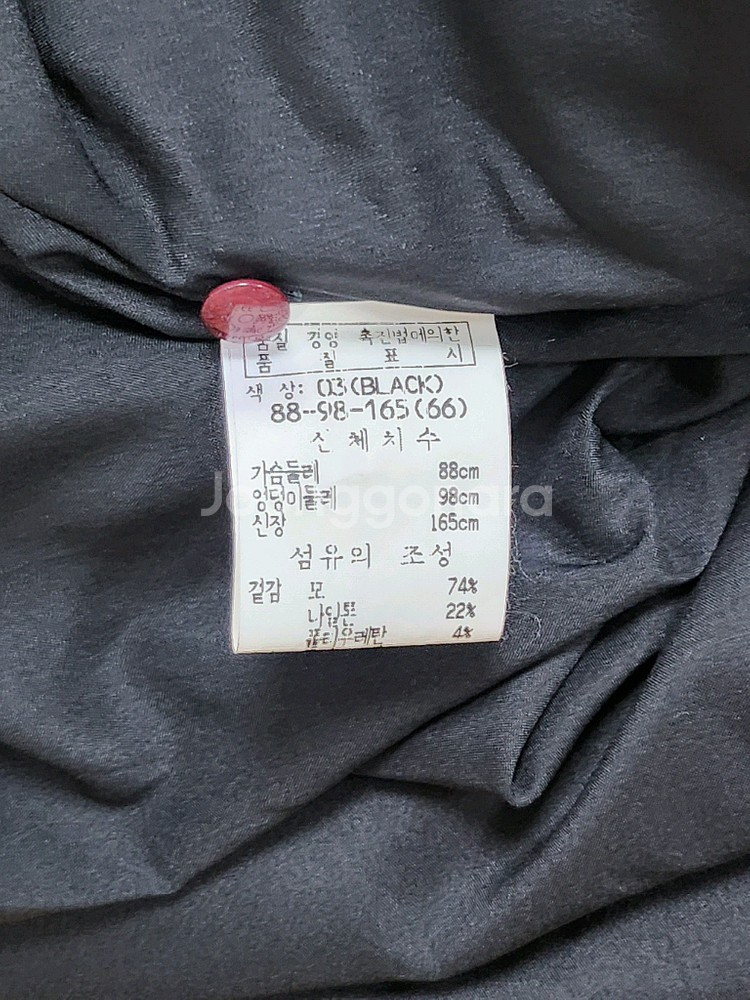 품질 경영 촉진법에의한
품 질 표 시
색 상: 03(BLACK)
88-98-165(66)
신체치수
가슴둘레 88cm
엉덩이둘레 98cm
신장 165cm
섬유의 조성
겉감 모 74%
나일론 22%
폴리우레탄 4%
Joonggonara